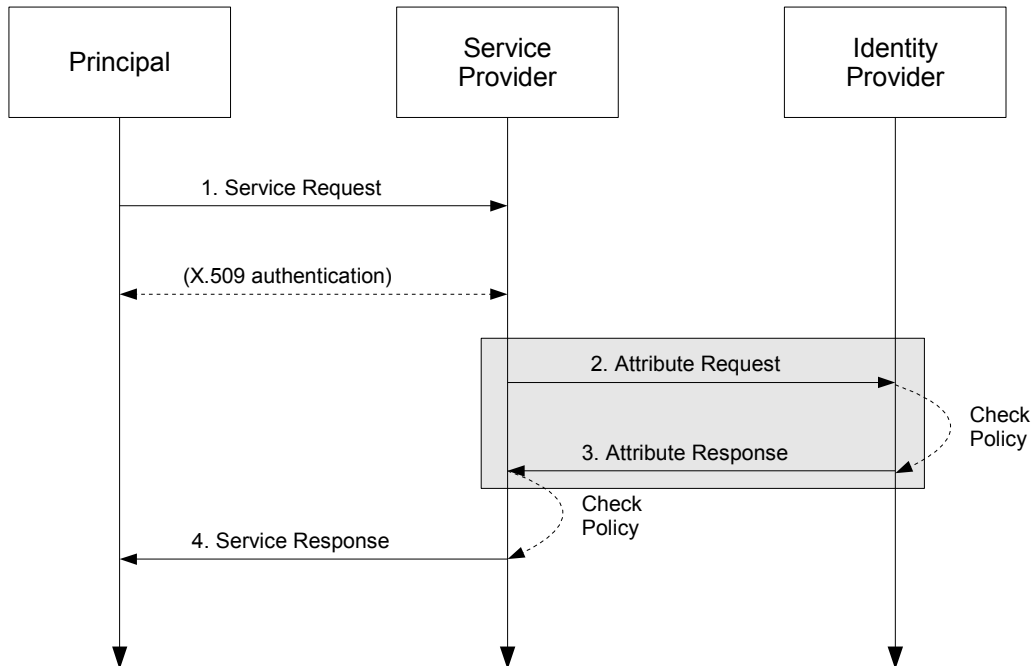 Principal
Service
Provider
Identity
Provider
1. Service Request
(X.509 authentication)
2. Attribute Request
Check
Policy
3. Attribute Response
Check
Policy
4. Service Response